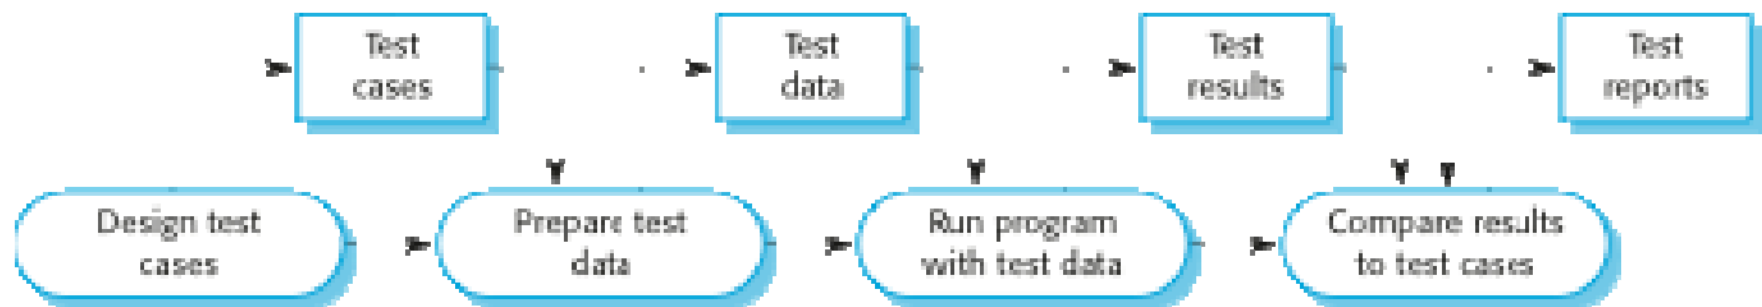 Test
cases
Test
data
Test
results
Test
reports
Design test
cases
Prepare test
data
Run program
with test data
Compare results
to test cases